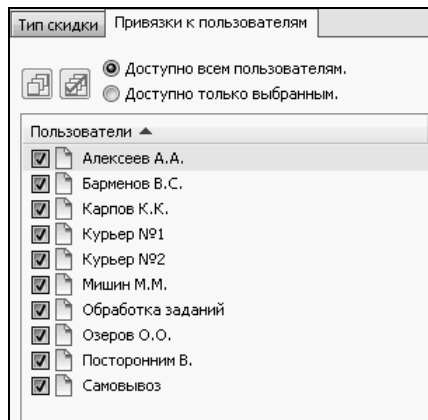 Тип скидки Привязки к пользователям
Доступно всем пользователям.
Доступно только выбранным.
Пользователи
Алексеев А.А.
Барменов В.С.
Карпов К.К.
Курьер №1
Курьер №2
Мишин М.М.
Обработка заданий
Озеров О.О.
Посторонним В.
Самовывоз